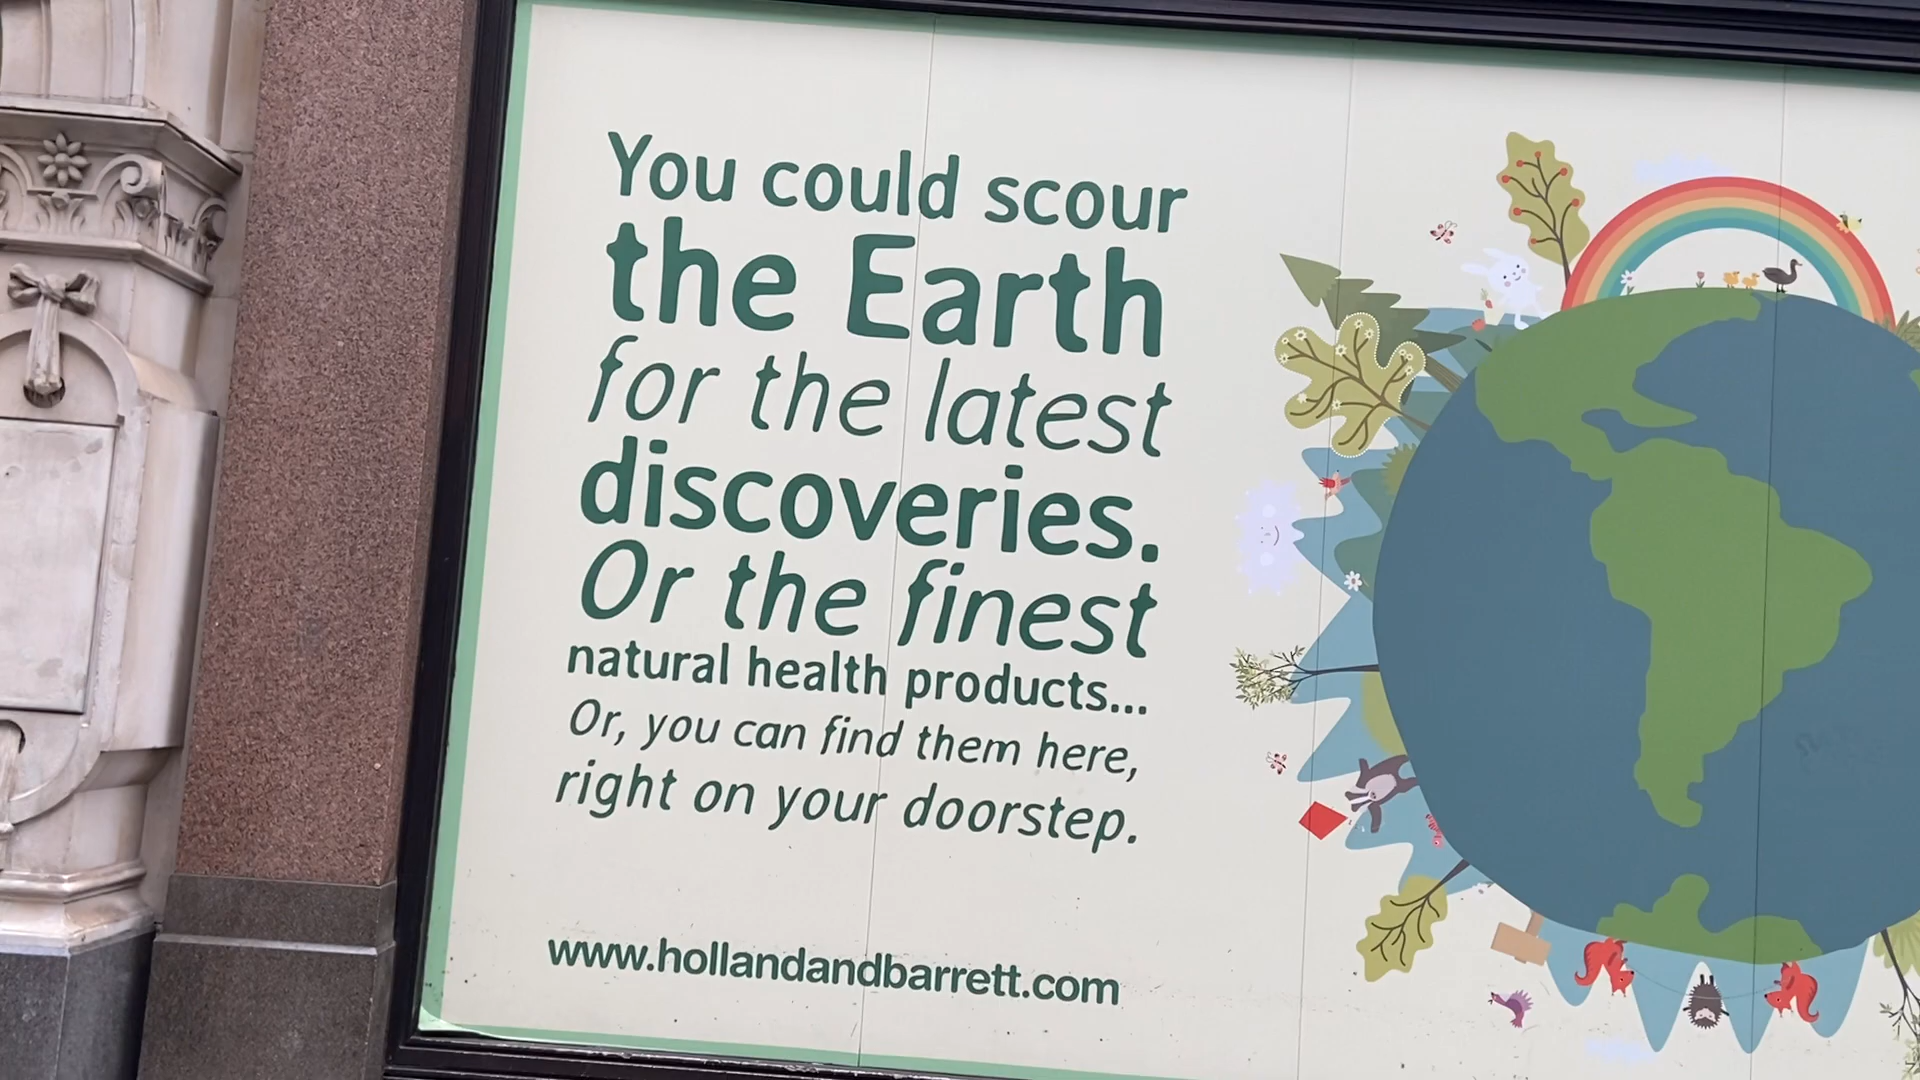 You could scour
the Earth
for the latest
discoveries.
Or the finest
natural health products...
Or, you can find them here,
right on your doorstep.
www.hollandandbarrett.com